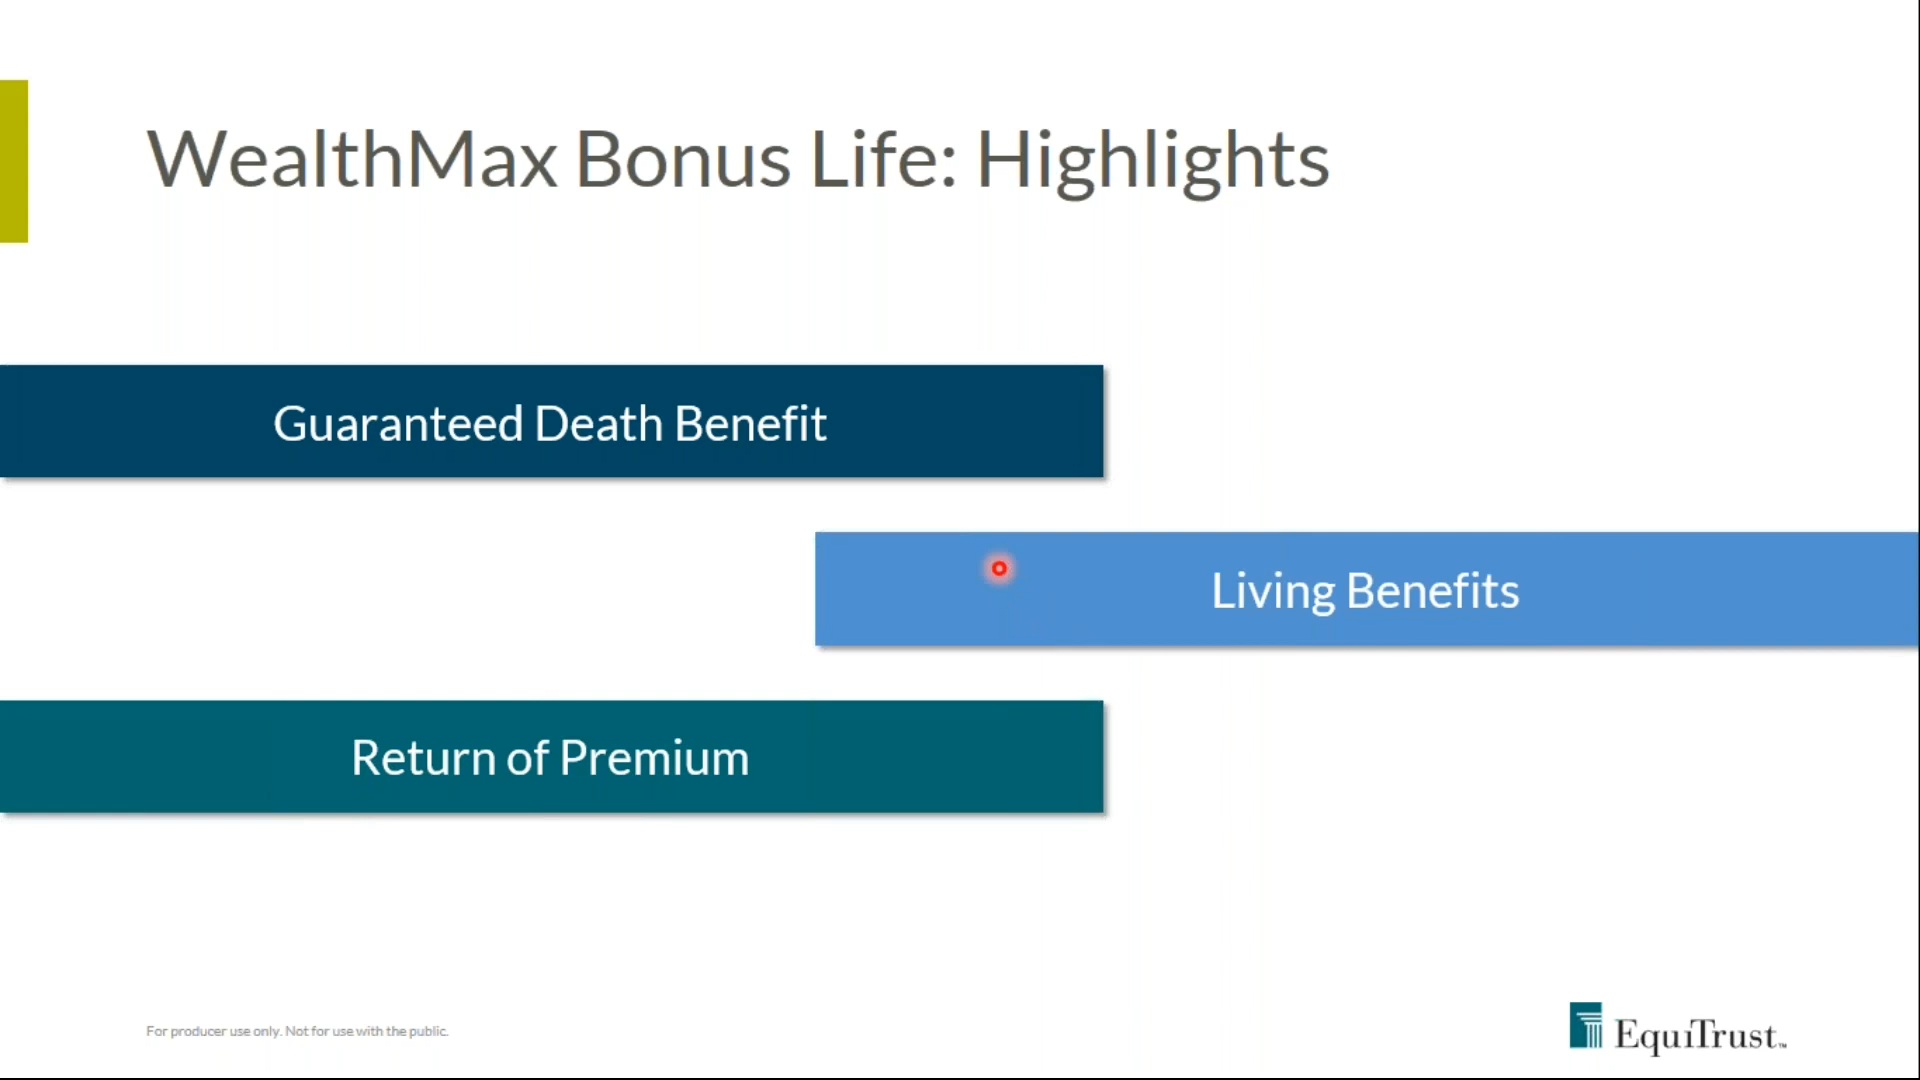 WealthMax Bonus Life: Highlights
Guaranteed Death Benefit
Living Benefits
Return of Premium
For producer use only. Not for use with the public.
EquiTrust™